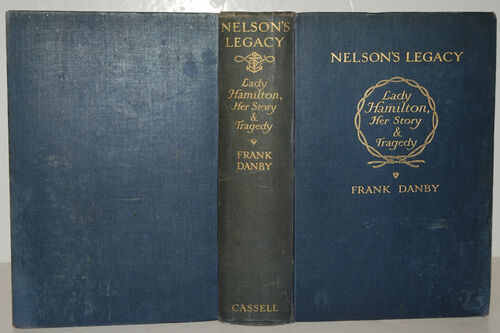 NELSON'S
LEGACY
Lady
Hamilton,
Her Story
&
Tragedy
FRANK
DANBY
CASSELL
NELSON'S LEGACY
Lady
Hamilton,
Her Story
&
Tragedy
FRANK DANBY